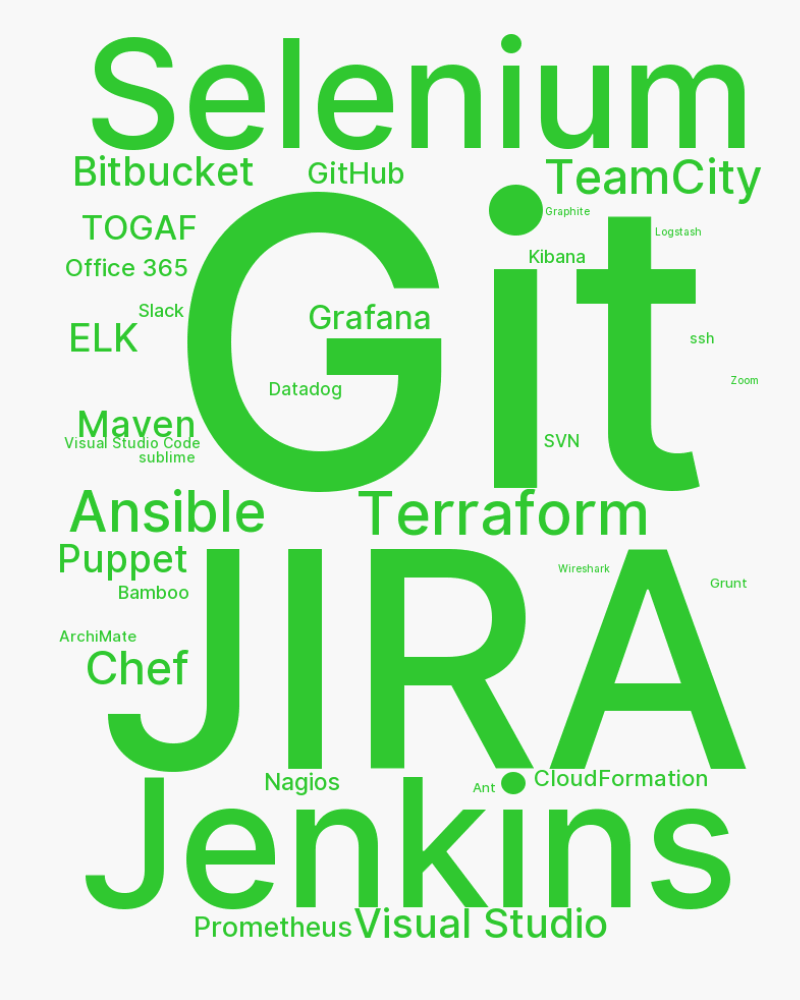 Selenium
Bitbucket
GitHub
TeamCity
Git
Graphite
TOGAF
Logstash
Kibana
Office 365
Slack
Grafana
ELK
ssh
Datadog
Zoom
Maven
Visual Studio Code
SVN
sublime
Ansible
Terraform
JIRA
Puppet
Wireshark
Grunt
Bamboo
ArchiMate
Chef
Nagios
Ant
CloudFormation
Jenkins
Prometheus
Visual Studio